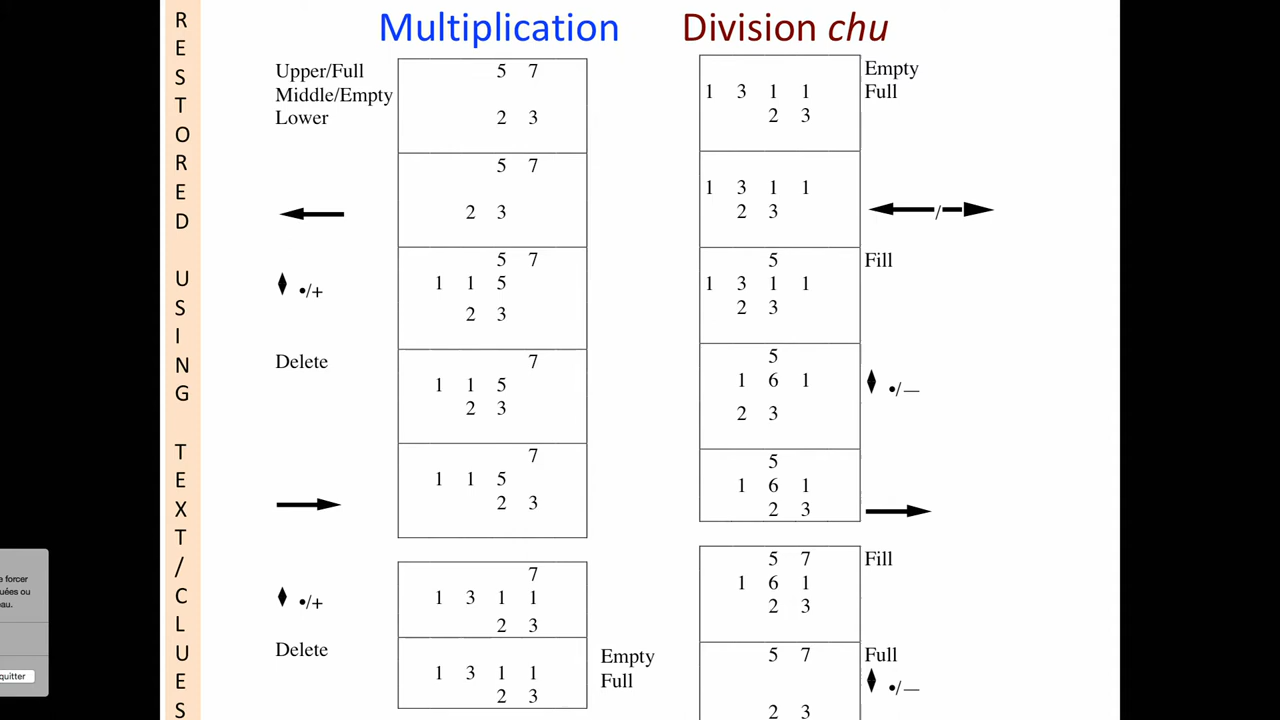 RESTORED USING TEXT/CLUES
Multiplication
Upper/Full
Middle/Empty
Lower
5 7
2 3
5 7
2 3
5 7
1 1 5
•/+
2 3
Delete
7
1 1 5
2 3
7
1 1 5
2 3
7
1 3 1 1
•/+
2 3
Delete
1 3 1 1
2 3
Empty
Full
Division chu
Empty
1 3 1 1
Full
2 3
1 3 1 1
2 3
/
5
Fill
1 3 1 1
2 3
5
1 6 1
•/—
2 3
5
1 6 1
2 3
5 7
Fill
1 6 1
2 3
5 7
Full
•/—
2 3
e forcer
uées ou
au.
quitter